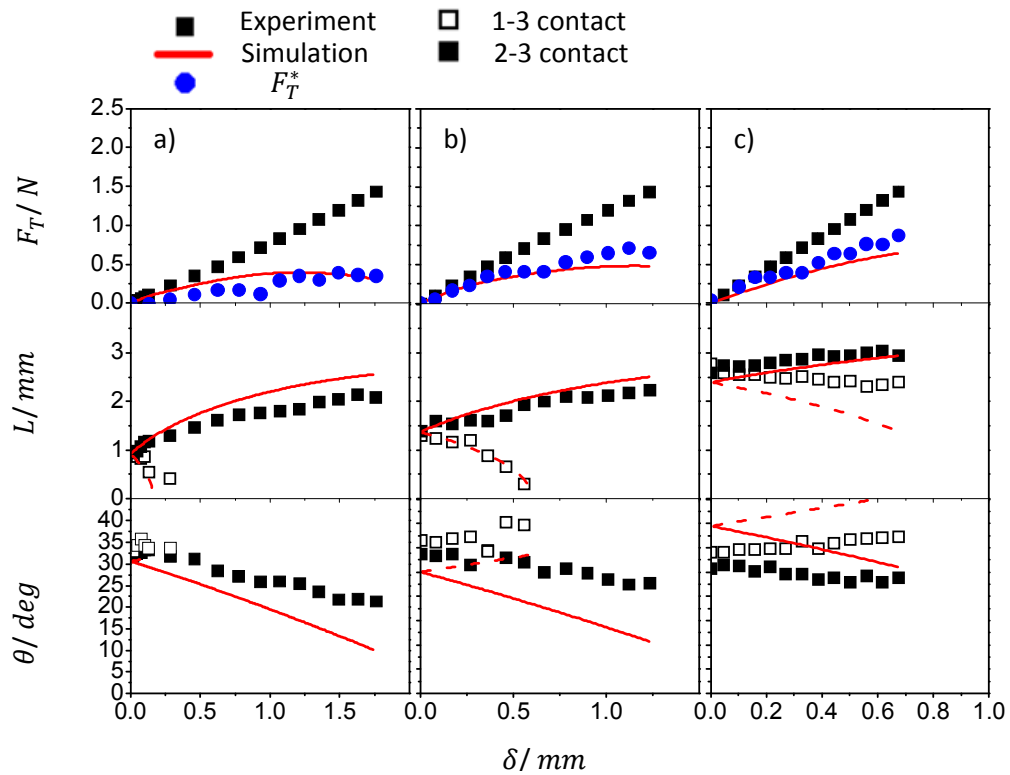 Experiment 1-3 contact
Simulation 2-3 contact
F_T^*
a) b) c)
F_T / N
2.5
2.0
1.5
1.0
0.5
0.0
L / mm
3
2
1
0
θ / deg
40
35
30
25
20
15
10
5
0
0.0 0.5 1.0 1.5 0.0 0.5 1.0 0.0 0.2 0.4 0.6 0.8 1.0
δ / mm